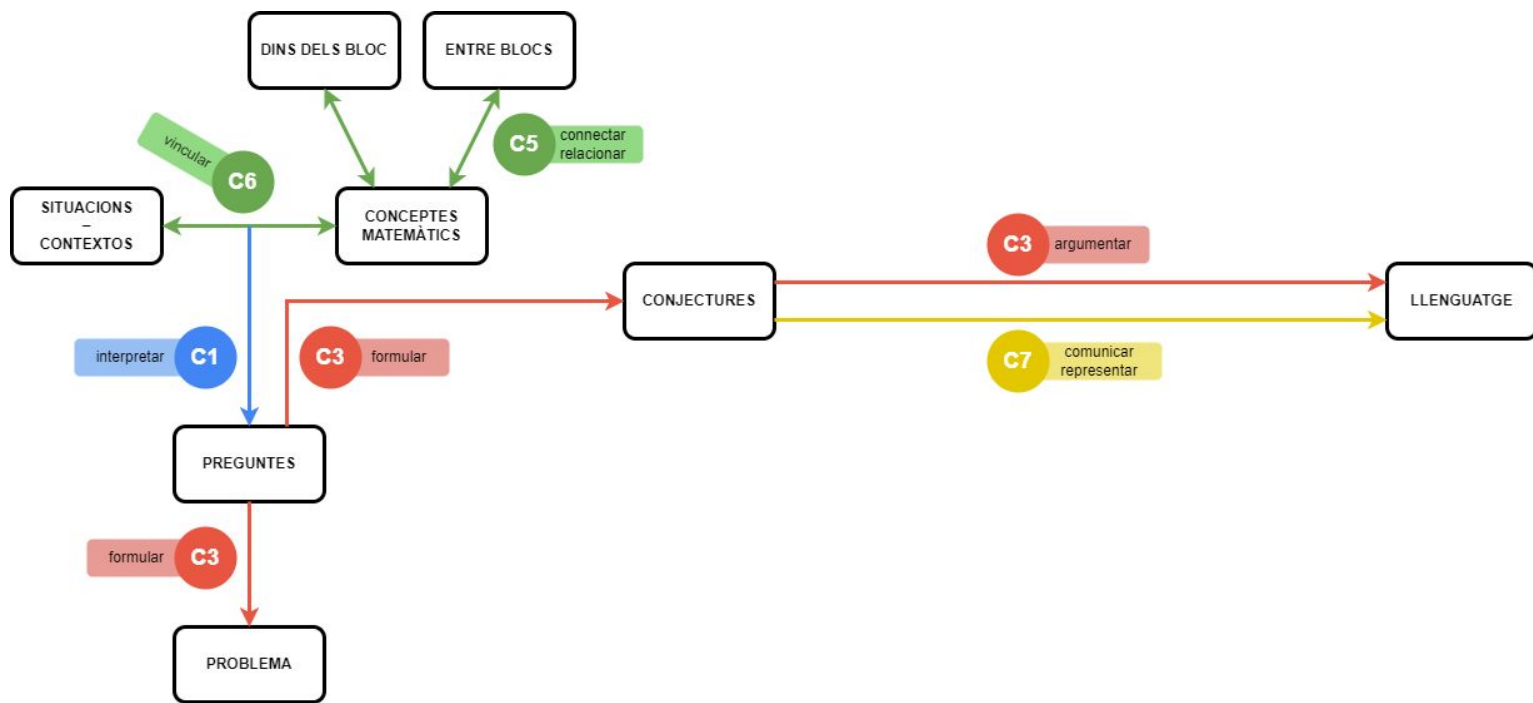 DINS DELS BLOC
ENTRE BLOCS
vincular
C6
C5
connectar
relacionar
SITUACIONS
–
CONTEXTOS
CONCEPTES
MATEMÀTICS
C3
argumentar
CONJECTURES
LLENGUATGE
interpretar
C1
C3
formular
C7
comunicar
representar
PREGUNTES
formular
C3
PROBLEMA